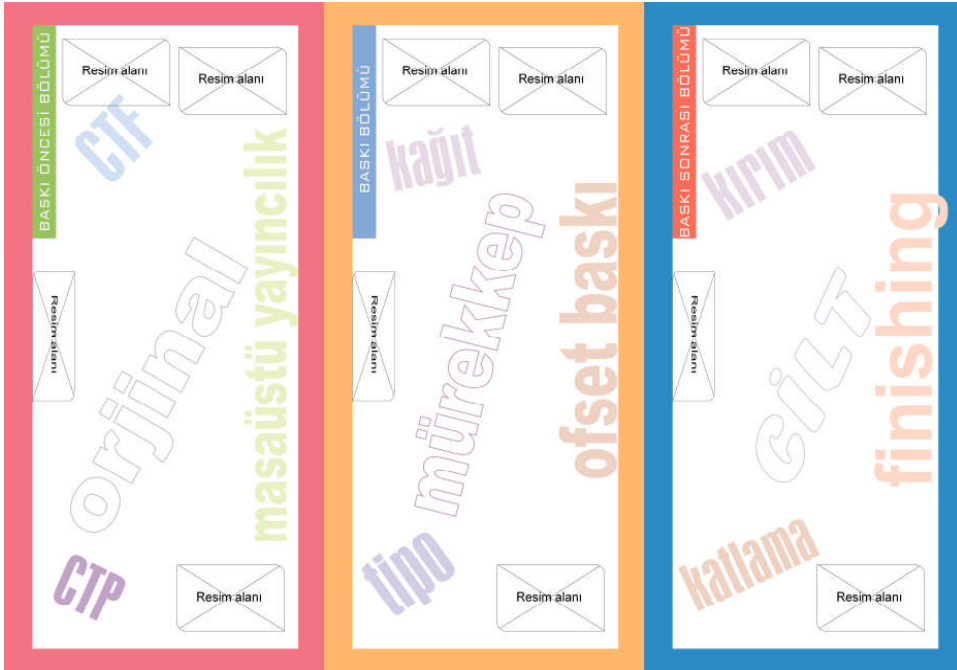 BASKI ÖNCESİ BÖLÜMÜ
Resim alanı
Resim alanı
CTF
masaüstü yayıncılık
orjinal
Resim alanı
CTP
Resim alanı
BASKI BÖLÜMÜ
Resim alanı
Resim alanı
kağıt
ofset baskı
mürekkep
Resim alanı
tipo
Resim alanı
BASKI SONRASI BÖLÜMÜ
Resim alanı
Resim alanı
kırım
finishing
CİLT
Resim alanı
katlama
Resim alanı